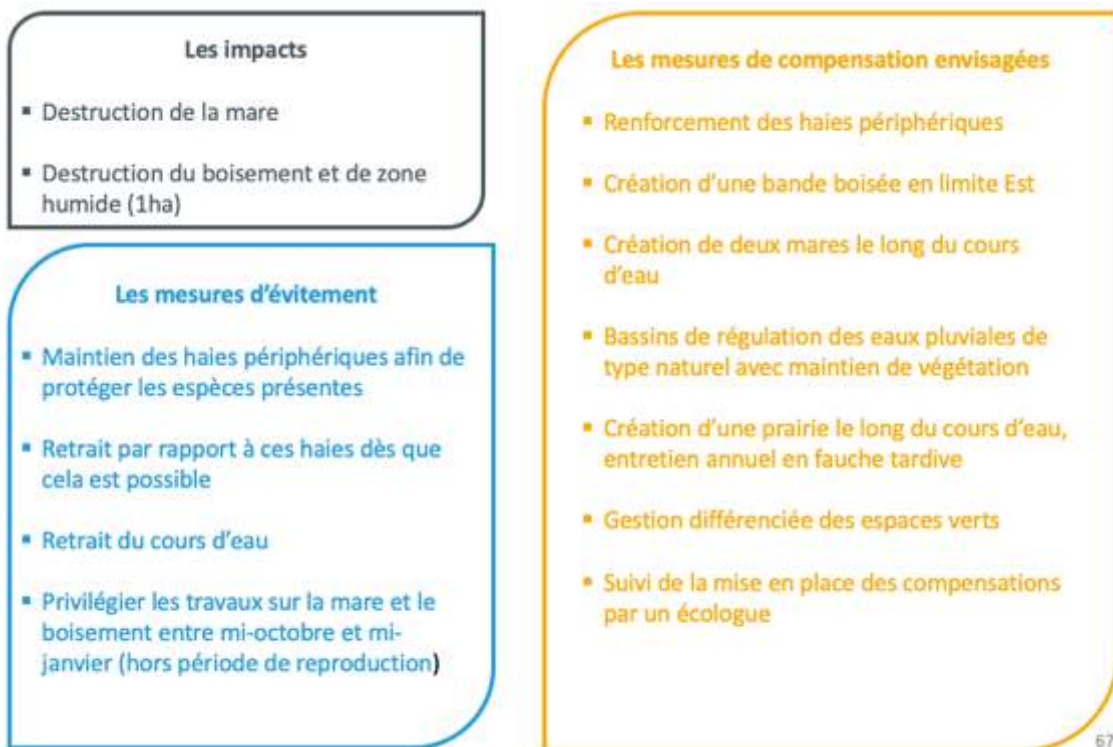 Les impacts
▪ Destruction de la mare
▪ Destruction du boisement et de zone
humide (1ha)
Les mesures d'évitement
▪ Maintien des haies périphériques afin de
protéger les espèces présentes
▪ Retrait par rapport à ces haies dès que
cela est possible
▪ Retrait du cours d'eau
▪ Privilégier les travaux sur la mare et le
boisement entre mi-octobre et mi-
janvier (hors période de reproduction)
Les mesures de compensation envisagées
▪ Renforcement des haies périphériques
▪ Création d'une bande boisée en limite Est
▪ Création de deux mares le long du cours
d'eau
▪ Bassins de régulation des eaux pluviales de
type naturel avec maintien de végétation
▪ Création d'une prairie le long du cours d'eau,
entretien annuel en fauche tardive
▪ Gestion différenciée des espaces verts
▪ Suivi de la mise en place des compensations
par un écologue
67